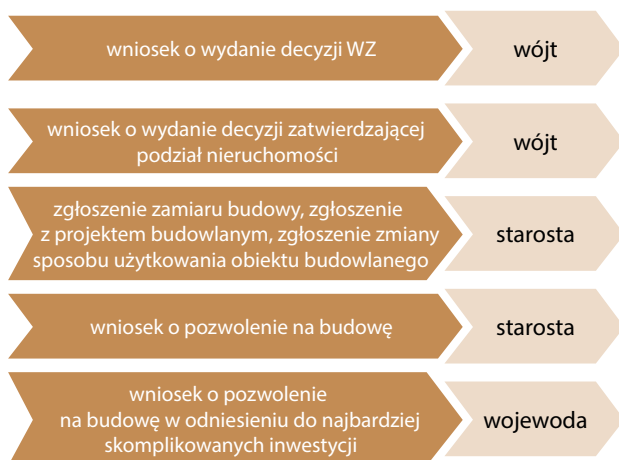 wniosek o wydanie decyzji WZ
wójt
wniosek o wydanie decyzji zatwierdzającej
podział nieruchomości
wójt
zgłoszenie zamiaru budowy, zgłoszenie
z projektem budowlanym, zgłoszenie zmiany
sposobu użytkowania obiektu budowlanego
starosta
wniosek o pozwolenie na budowę
starosta
wniosek o pozwolenie
na budowę w odniesieniu do najbardziej
skomplikowanych inwestycji
wojewoda